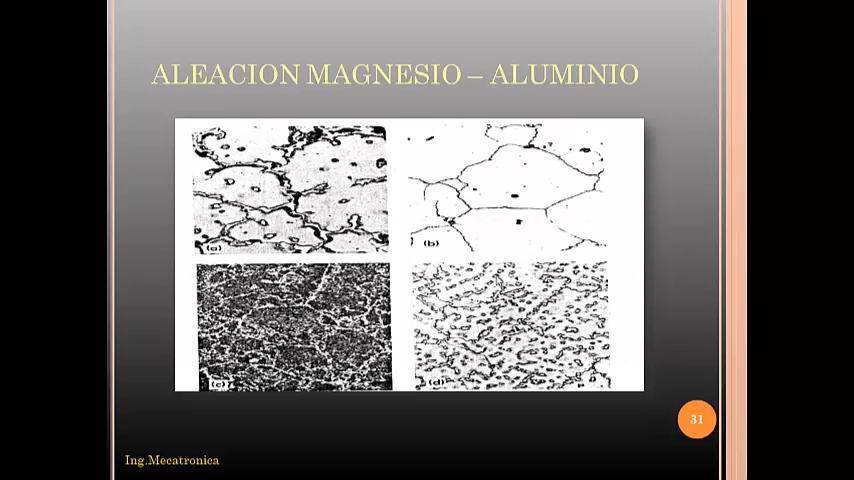 ALEACION MAGNESIO – ALUMINIO
(a)
(b)
(c)
(d)
31
Ing.Mecatronica